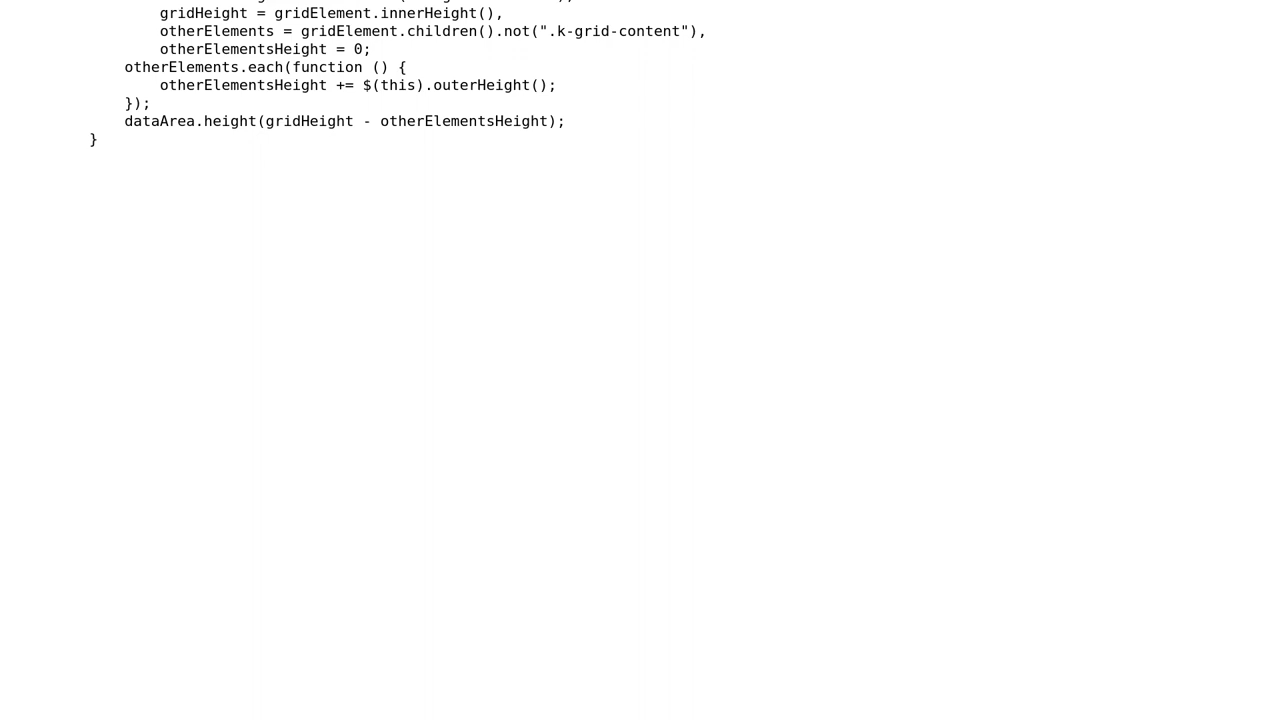 gridHeight = gridElement.innerHeight(),
otherElements = gridElement.children().not(".k-grid-content"),
otherElementsHeight = 0;
otherElements.each(function () {
otherElementsHeight += $(this).outerHeight();
});
dataArea.height(gridHeight - otherElementsHeight);
}